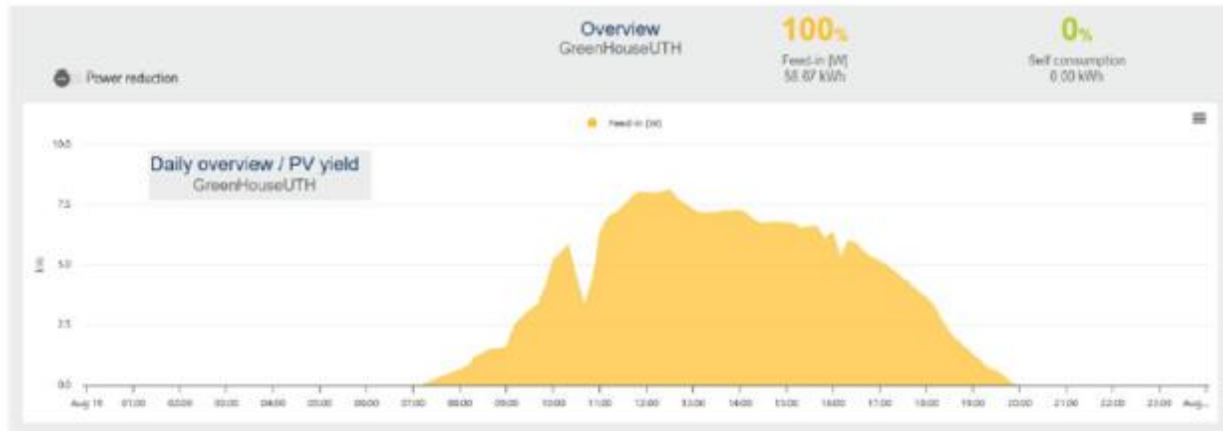 Overview
GreenHouseUTH
100%
Feed-in [W]
58.67 kWh
0%
Self consumption
0.00 kWh
Power reduction
Feed-in [W]
Daily overview / PV yield
GreenHouseUTH
10.0
7.5
5.0
2.5
0.0
kW
Aug 19 01:00 02:00 03:00 04:00 05:00 06:00 07:00 08:00 09:00 10:00 11:00 12:00 13:00 14:00 15:00 16:00 17:00 18:00 19:00 20:00 21:00 22:00 23:00 Aug...